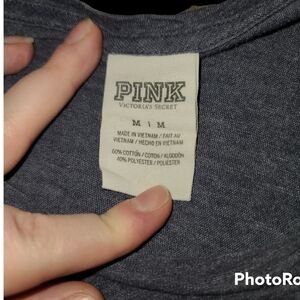 PINK
VICTORIA'S SECRET
M \ M
MADE IN VIETNAM / FAIT AU
VIETNAM / HECHO EN VIETNAM
60% COTTON / COTON / ALGODÓN
40% POLYESTER / POLIÉSTER
PhotoRo